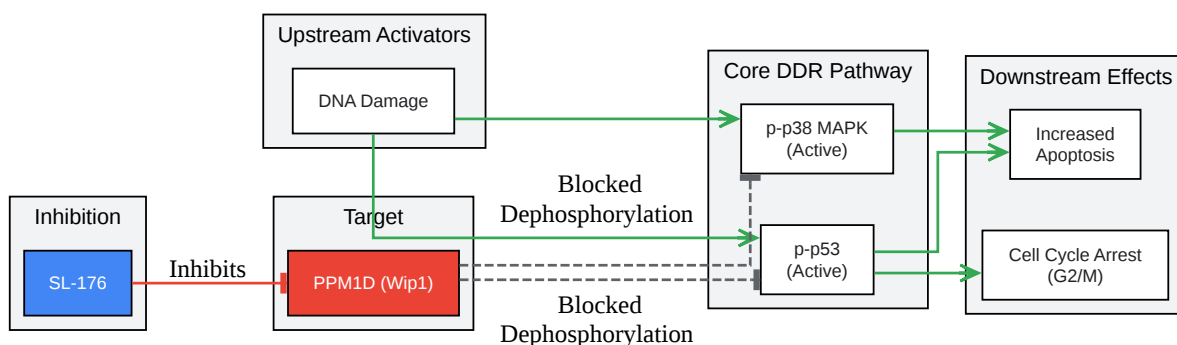 Upstream Activators
DNA Damage
Core DDR Pathway
p-p38 MAPK
(Active)
Downstream Effects
Increased
Apoptosis
Blocked
Dephosphorylation
Inhibition
SL-176
Inhibits
Target
PPM1D (Wip1)
p-p53
(Active)
Cell Cycle Arrest
(G2/M)
Blocked
Dephosphorylation